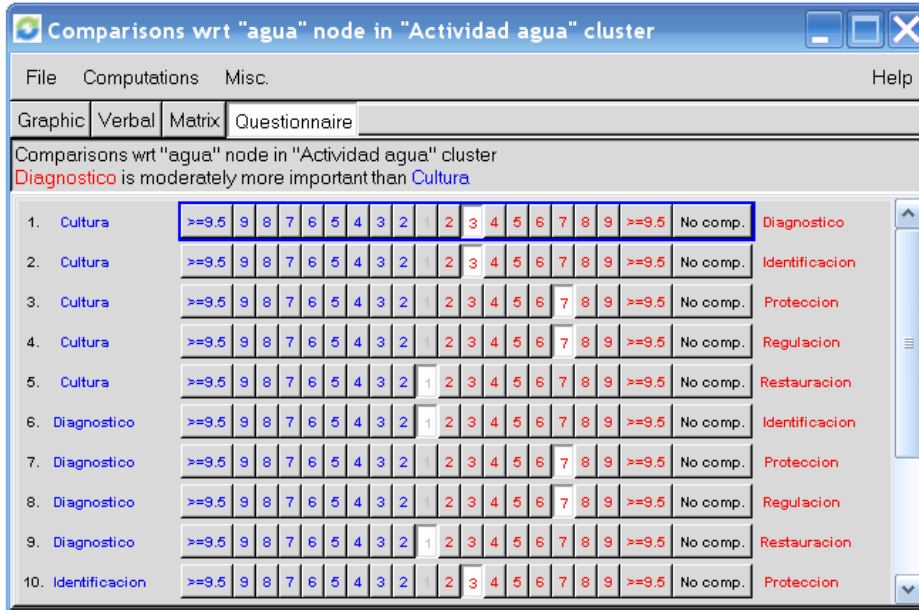 Comparisons wrt "agua" node in "Actividad agua" cluster
File Computations Misc. Help
Graphic Verbal Matrix Questionnaire
Comparisons wrt "agua" node in "Actividad agua" cluster
Diagnostico is moderately more important than Cultura
1. Cultura >=9.5 9 8 7 6 5 4 3 2 1 2 3 4 5 6 7 8 9 >=9.5 No comp. Diagnostico
2. Cultura >=9.5 9 8 7 6 5 4 3 2 1 2 3 4 5 6 7 8 9 >=9.5 No comp. Identificacion
3. Cultura >=9.5 9 8 7 6 5 4 3 2 1 2 3 4 5 6 7 8 9 >=9.5 No comp. Proteccion
4. Cultura >=9.5 9 8 7 6 5 4 3 2 1 2 3 4 5 6 7 8 9 >=9.5 No comp. Regulacion
5. Cultura >=9.5 9 8 7 6 5 4 3 2 1 2 3 4 5 6 7 8 9 >=9.5 No comp. Restauracion
6. Diagnostico >=9.5 9 8 7 6 5 4 3 2 1 2 3 4 5 6 7 8 9 >=9.5 No comp. Identificacion
7. Diagnostico >=9.5 9 8 7 6 5 4 3 2 1 2 3 4 5 6 7 8 9 >=9.5 No comp. Proteccion
8. Diagnostico >=9.5 9 8 7 6 5 4 3 2 1 2 3 4 5 6 7 8 9 >=9.5 No comp. Regulacion
9. Diagnostico >=9.5 9 8 7 6 5 4 3 2 1 2 3 4 5 6 7 8 9 >=9.5 No comp. Restauracion
10. Identificacion >=9.5 9 8 7 6 5 4 3 2 1 2 3 4 5 6 7 8 9 >=9.5 No comp. Proteccion